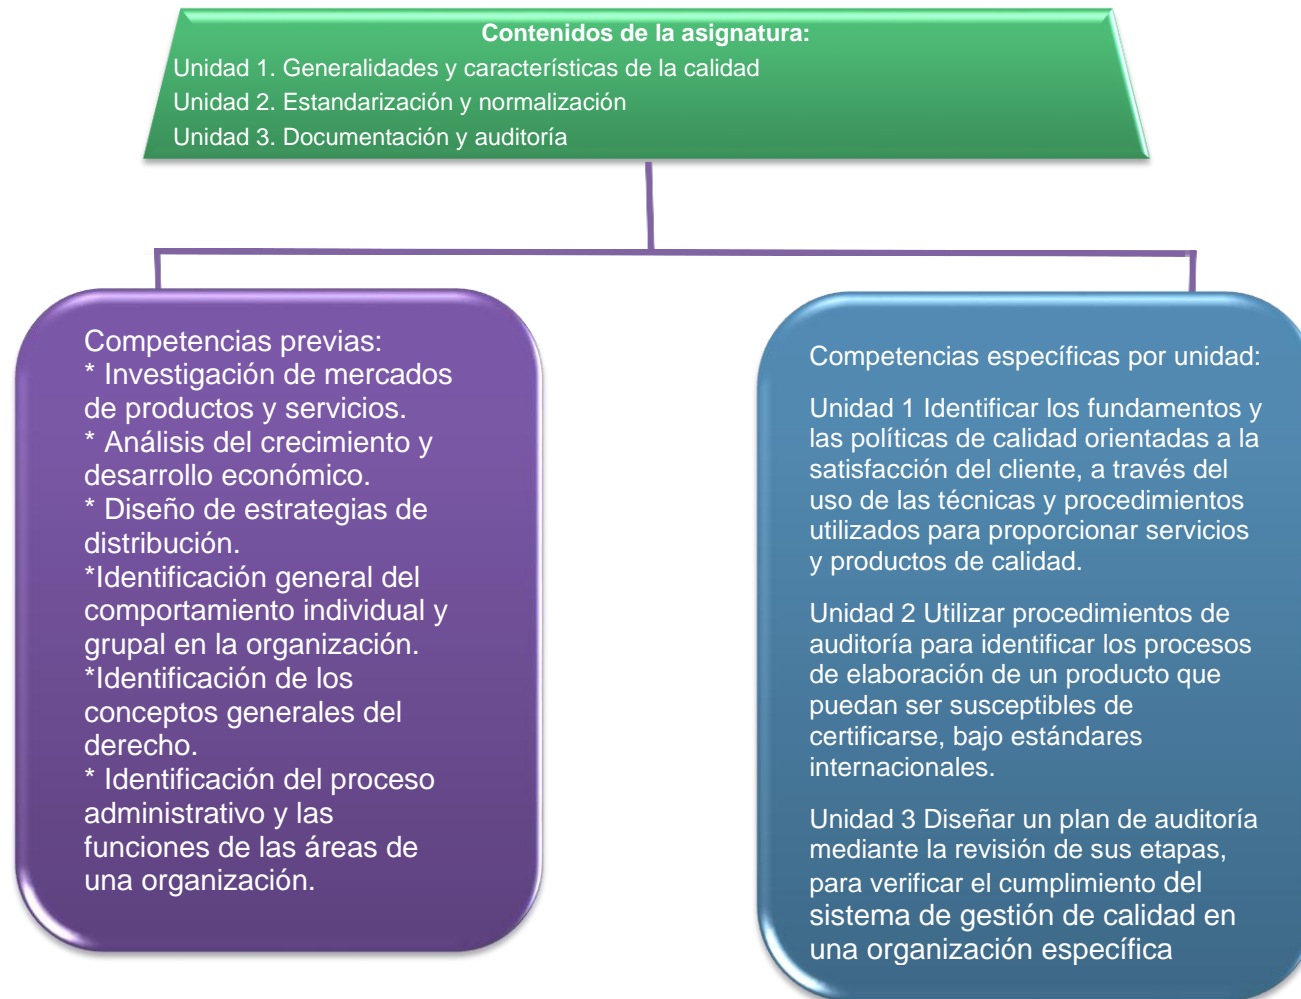 Contenidos de la asignatura:
Unidad 1. Generalidades y características de la calidad
Unidad 2. Estandarización y normalización
Unidad 3. Documentación y auditoría
Competencias previas:
* Investigación de mercados
de productos y servicios.
* Análisis del crecimiento y
desarrollo económico.
* Diseño de estrategias de
distribución.
*Identificación general del
comportamiento individual y
grupal en la organización.
*Identificación de los
conceptos generales del
derecho.
* Identificación del proceso
administrativo y las
funciones de las áreas de
una organización.
Competencias específicas por unidad:
Unidad 1 Identificar los fundamentos y
las políticas de calidad orientadas a la
satisfacción del cliente, a través del
uso de las técnicas y procedimientos
utilizados para proporcionar servicios
y productos de calidad.
Unidad 2 Utilizar procedimientos de
auditoría para identificar los procesos
de elaboración de un producto que
puedan ser susceptibles de
certificarse, bajo estándares
internacionales.
Unidad 3 Diseñar un plan de auditoría
mediante la revisión de sus etapas,
para verificar el cumplimiento del
sistema de gestión de calidad en
una organización específica